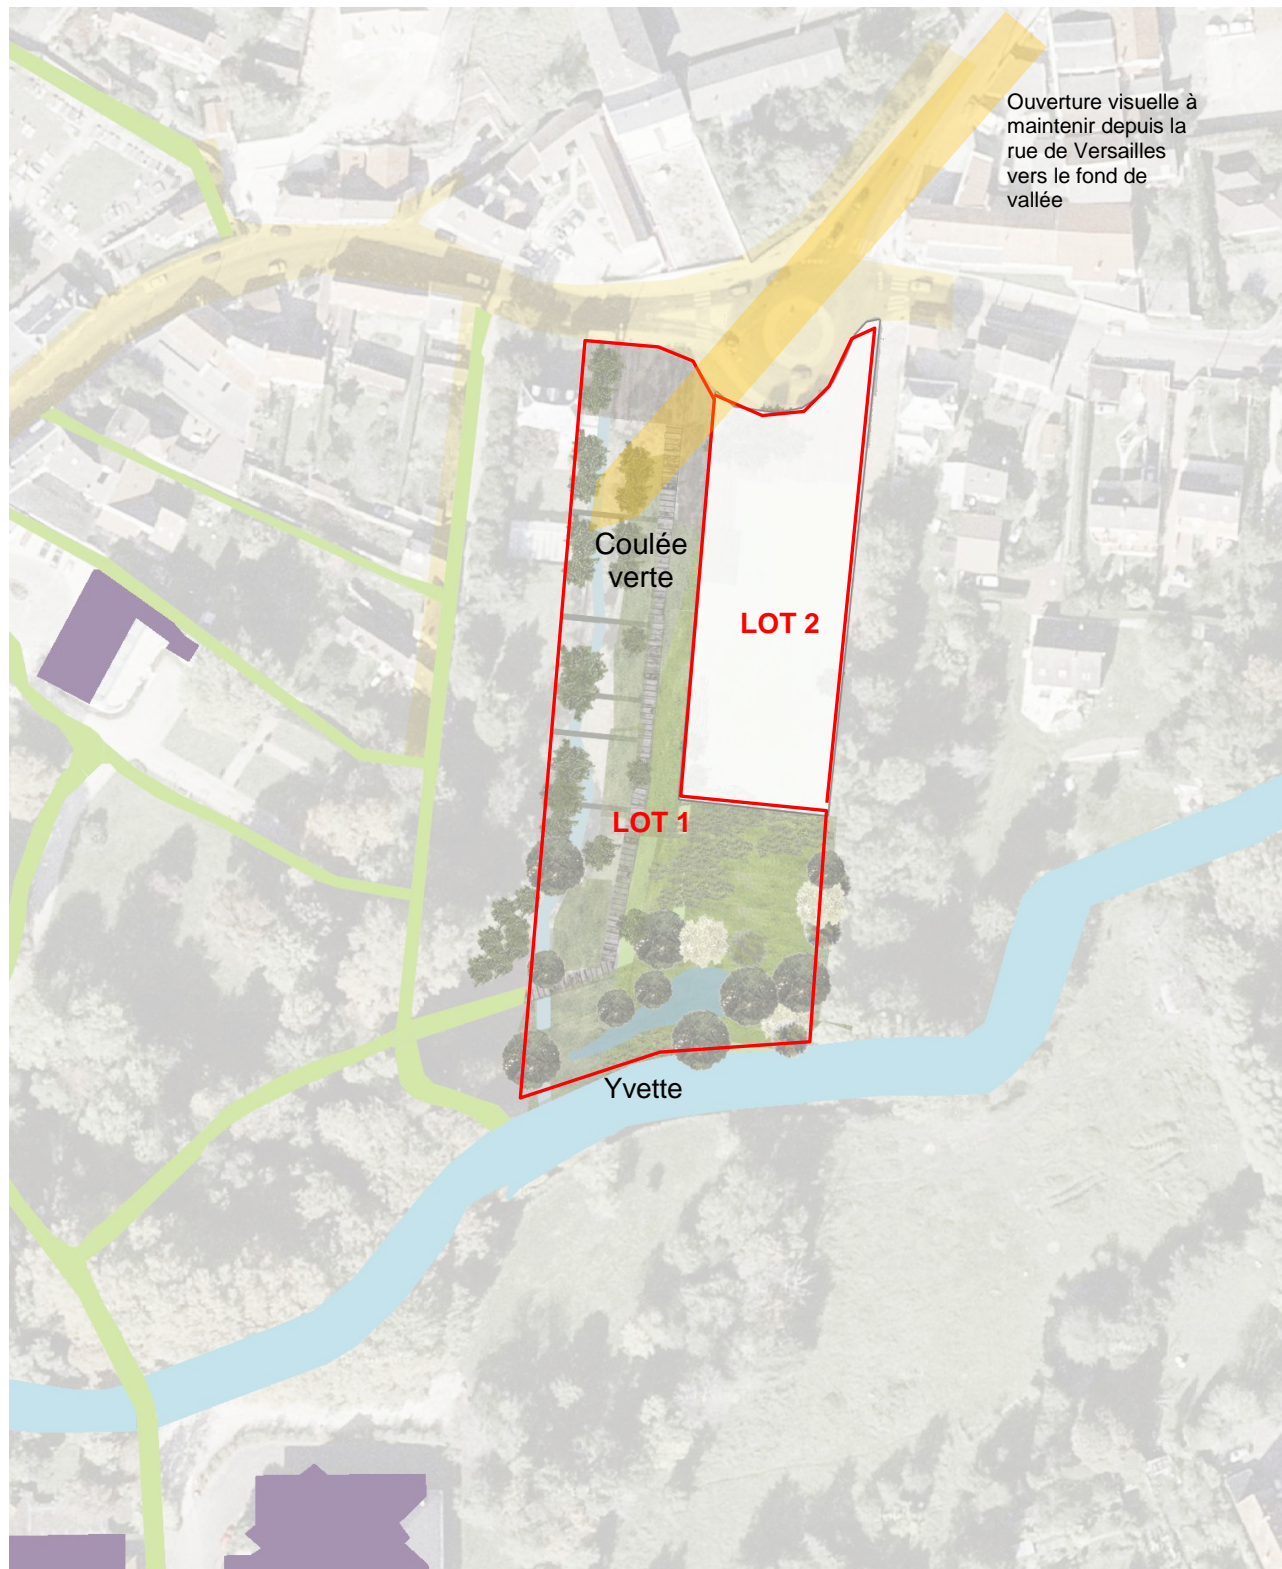 Ouverture visuelle à
maintenir depuis la
rue de Versailles
vers le fond de
vallée
Coulée
verte
LOT 2
LOT 1
Yvette